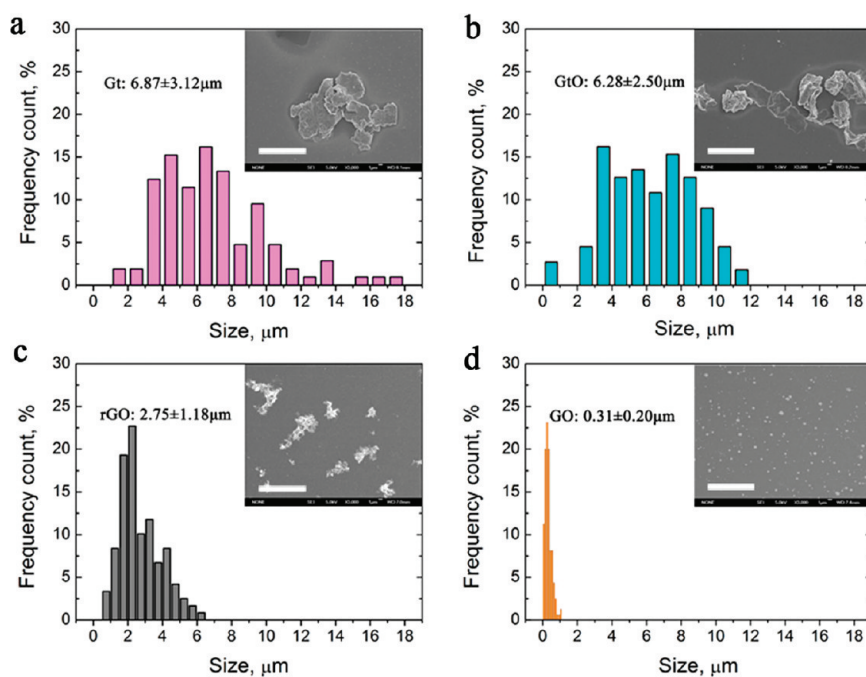 a
Gt: 6.87±3.12μm
Frequency count, %
30
25
20
15
10
5
0
0 2 4 6 8 10 12 14 16 18
Size, μm
b
GtO: 6.28±2.50μm
Frequency count, %
30
25
20
15
10
5
0
0 2 4 6 8 10 12 14 16 18
Size, μm
c
rGO: 2.75±1.18μm
Frequency count, %
30
25
20
15
10
5
0
0 2 4 6 8 10 12 14 16 18
Size, μm
d
GO: 0.31±0.20μm
Frequency count, %
30
25
20
15
10
5
0
0 2 4 6 8 10 12 14 16 18
Size, μm